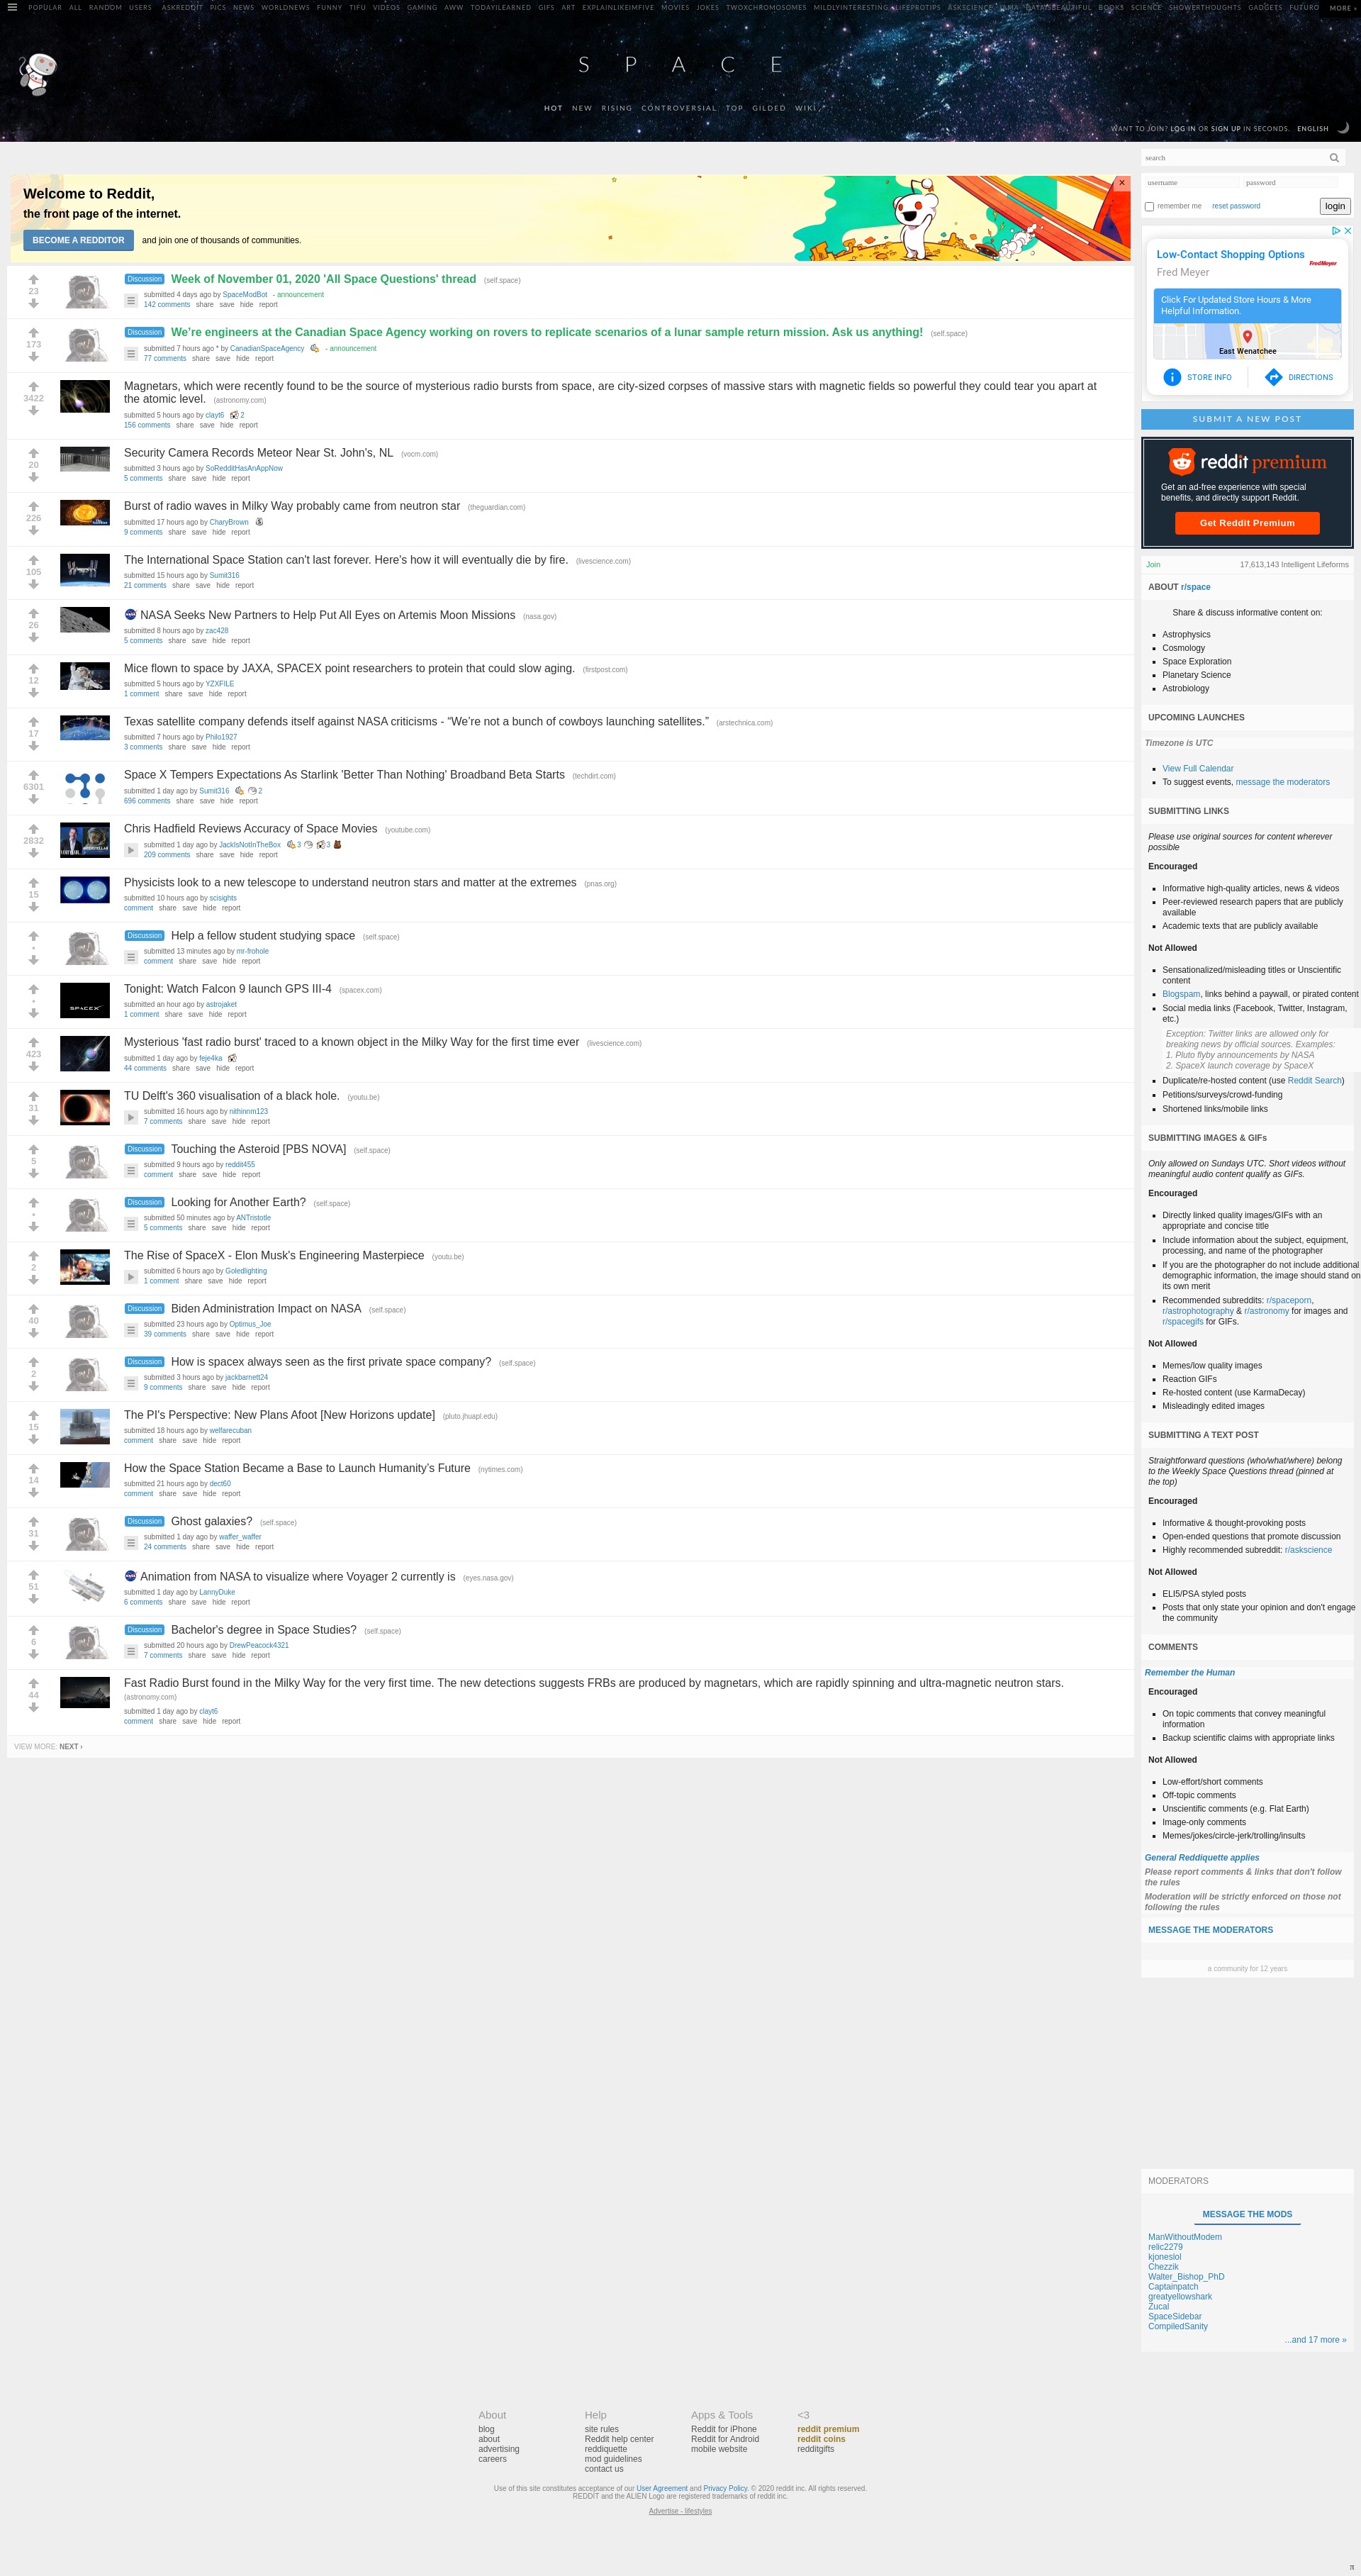 POPULAR ALL RANDOM USERS ASKREDDIT PICS NEWS WORLDNEWS FUNNY TIFU VIDEOS GAMING AWW TODAYILEARNED GIFS ART EXPLAINLIKEIMFIVE MOVIES JOKES TWOXCHROMOSOMES MILDLYINTERESTING LIFEPROTIPS ASKSCIENCE IAMA DATAISBEAUTIFUL BOOKS SCIENCE SHOWERTHOUGHTS GADGETS FUTURO MORE »
SPACE
HOT NEW RISING CONTROVERSIAL TOP GILDED WIKI
WANT TO JOIN? LOG IN OR SIGN UP IN SECONDS. ENGLISH
Welcome to Reddit,
the front page of the internet.
BECOME A REDDITOR and join one of thousands of communities.
×
23
Discussion Week of November 01, 2020 'All Space Questions' thread (self.space)
submitted 4 days ago by SpaceModBot - announcement
142 comments share save hide report
173
Discussion We're engineers at the Canadian Space Agency working on rovers to replicate scenarios of a lunar sample return mission. Ask us anything! (self.space)
submitted 7 hours ago * by CanadianSpaceAgency - announcement
77 comments share save hide report
3422
Magnetars, which were recently found to be the source of mysterious radio bursts from space, are city-sized corpses of massive stars with magnetic fields so powerful they could tear you apart at
the atomic level. (astronomy.com)
submitted 5 hours ago by clayt6 2
156 comments share save hide report
20
Security Camera Records Meteor Near St. John's, NL (vocm.com)
submitted 3 hours ago by SoRedditHasAnAppNow
5 comments share save hide report
226
Burst of radio waves in Milky Way probably came from neutron star (theguardian.com)
submitted 17 hours ago by CharyBrown
9 comments share save hide report
105
The International Space Station can't last forever. Here's how it will eventually die by fire. (livescience.com)
submitted 15 hours ago by Sumit316
21 comments share save hide report
26
NASA Seeks New Partners to Help Put All Eyes on Artemis Moon Missions (nasa.gov)
submitted 8 hours ago by zac428
5 comments share save hide report
12
Mice flown to space by JAXA, SPACEX point researchers to protein that could slow aging. (firstpost.com)
submitted 5 hours ago by YZXFILE
1 comment share save hide report
17
Texas satellite company defends itself against NASA criticisms - “We’re not a bunch of cowboys launching satellites.” (arstechnica.com)
submitted 7 hours ago by Philo1927
3 comments share save hide report
6301
Space X Tempers Expectations As Starlink 'Better Than Nothing' Broadband Beta Starts (techdirt.com)
submitted 1 day ago by Sumit316 2
696 comments share save hide report
2832
Chris Hadfield Reviews Accuracy of Space Movies (youtube.com)
submitted 1 day ago by JackIsNotInTheBox 3 3
209 comments share save hide report
15
Physicists look to a new telescope to understand neutron stars and matter at the extremes (pnas.org)
submitted 10 hours ago by scisights
comment share save hide report
•
Discussion Help a fellow student studying space (self.space)
submitted 13 minutes ago by mr-frohole
comment share save hide report
•
SPACEX
Tonight: Watch Falcon 9 launch GPS III-4 (spacex.com)
submitted an hour ago by astrojaket
1 comment share save hide report
423
Mysterious 'fast radio burst' traced to a known object in the Milky Way for the first time ever (livescience.com)
submitted 1 day ago by feje4ka
44 comments share save hide report
31
TU Delft's 360 visualisation of a black hole. (youtu.be)
submitted 16 hours ago by nithinnm123
7 comments share save hide report
5
Discussion Touching the Asteroid [PBS NOVA] (self.space)
submitted 9 hours ago by reddit455
comment share save hide report
•
Discussion Looking for Another Earth? (self.space)
submitted 50 minutes ago by ANTristotle
5 comments share save hide report
2
The Rise of SpaceX - Elon Musk's Engineering Masterpiece (youtu.be)
submitted 6 hours ago by Goledlighting
1 comment share save hide report
40
Discussion Biden Administration Impact on NASA (self.space)
submitted 23 hours ago by Optimus_Joe
39 comments share save hide report
2
Discussion How is spacex always seen as the first private space company? (self.space)
submitted 3 hours ago by jackbarnett24
9 comments share save hide report
15
The PI's Perspective: New Plans Afoot [New Horizons update] (pluto.jhuapl.edu)
submitted 18 hours ago by welfarecuban
comment share save hide report
14
How the Space Station Became a Base to Launch Humanity's Future (nytimes.com)
submitted 21 hours ago by dect60
comment share save hide report
31
Discussion Ghost galaxies? (self.space)
submitted 1 day ago by waffer_waffer
24 comments share save hide report
51
Animation from NASA to visualize where Voyager 2 currently is (eyes.nasa.gov)
submitted 1 day ago by LannyDuke
6 comments share save hide report
6
Discussion Bachelor's degree in Space Studies? (self.space)
submitted 20 hours ago by DrewPeacock4321
7 comments share save hide report
44
Fast Radio Burst found in the Milky Way for the very first time. The new detections suggests FRBs are produced by magnetars, which are rapidly spinning and ultra-magnetic neutron stars.
(astronomy.com)
submitted 1 day ago by clayt6
comment share save hide report
VIEW MORE: NEXT ›
search
username password
remember me reset password login
Low-Contact Shopping Options
Fred Meyer
FredMeyer
Click For Updated Store Hours & More
Helpful Information.
East Wenatchee
STORE INFO DIRECTIONS
SUBMIT A NEW POST
reddit premium
Get an ad-free experience with special
benefits, and directly support Reddit.
Get Reddit Premium
Join 17,613,143 Intelligent Lifeforms
ABOUT r/space
Share & discuss informative content on:
Astrophysics
Cosmology
Space Exploration
Planetary Science
Astrobiology
UPCOMING LAUNCHES
Timezone is UTC
View Full Calendar
To suggest events, message the moderators
SUBMITTING LINKS
Please use original sources for content wherever
possible
Encouraged
Informative high-quality articles, news & videos
Peer-reviewed research papers that are publicly
available
Academic texts that are publicly available
Not Allowed
Sensationalized/misleading titles or Unscientific
content
Blogspam, links behind a paywall, or pirated content
Social media links (Facebook, Twitter, Instagram,
etc.)
Exception: Twitter links are allowed only for
breaking news by official sources. Examples:
1. Pluto flyby announcements by NASA
2. SpaceX launch coverage by SpaceX
Duplicate/re-hosted content (use Reddit Search)
Petitions/surveys/crowd-funding
Shortened links/mobile links
SUBMITTING IMAGES & GIFs
Only allowed on Sundays UTC. Short videos without
meaningful audio content qualify as GIFs.
Encouraged
Directly linked quality images/GIFs with an
appropriate and concise title
Include information about the subject, equipment,
processing, and name of the photographer
If you are the photographer do not include additional
demographic information, the image should stand on
its own merit
Recommended subreddits: r/spaceporn,
r/astrophotography & r/astronomy for images and
r/spacegifs for GIFs.
Not Allowed
Memes/low quality images
Reaction GIFs
Re-hosted content (use KarmaDecay)
Misleadingly edited images
SUBMITTING A TEXT POST
Straightforward questions (who/what/where) belong
to the Weekly Space Questions thread (pinned at
the top)
Encouraged
Informative & thought-provoking posts
Open-ended questions that promote discussion
Highly recommended subreddit: r/askscience
Not Allowed
ELI5/PSA styled posts
Posts that only state your opinion and don't engage
the community
COMMENTS
Remember the Human
Encouraged
On topic comments that convey meaningful
information
Backup scientific claims with appropriate links
Not Allowed
Low-effort/short comments
Off-topic comments
Unscientific comments (e.g. Flat Earth)
Image-only comments
Memes/jokes/circle-jerk/trolling/insults
General Reddiquette applies
Please report comments & links that don't follow
the rules
Moderation will be strictly enforced on those not
following the rules
MESSAGE THE MODERATORS
a community for 12 years
MODERATORS
MESSAGE THE MODS
ManWithoutModem
relic2279
kjoneslol
Chezzik
Walter_Bishop_PhD
Captainpatch
greatyellowshark
Zucal
SpaceSidebar
CompiledSanity
...and 17 more »
About
blog
about
advertising
careers
Help
site rules
Reddit help center
reddiquette
mod guidelines
contact us
Apps & Tools
Reddit for iPhone
Reddit for Android
mobile website
<3
reddit premium
reddit coins
redditgifts
Use of this site constitutes acceptance of our User Agreement and Privacy Policy. © 2020 reddit inc. All rights reserved.
REDDIT and the ALIEN Logo are registered trademarks of reddit inc.
Advertise - lifestyles
π